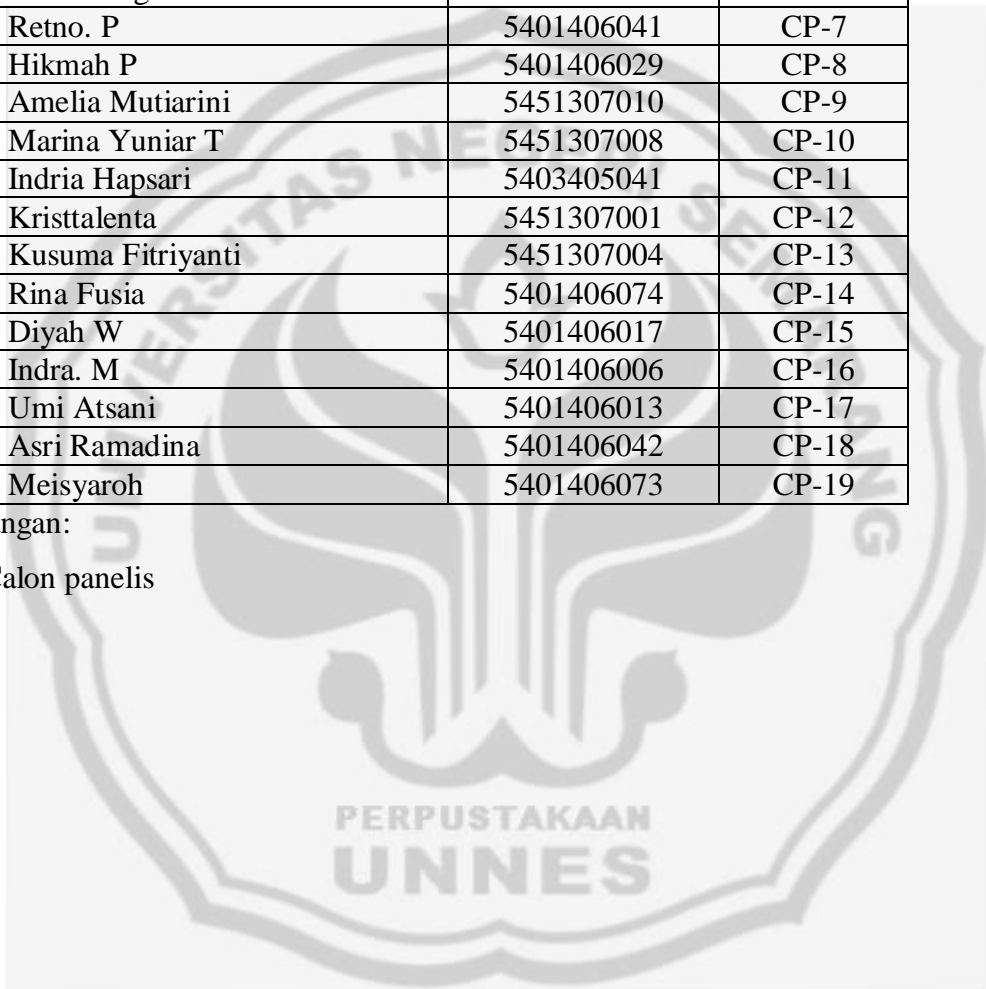 Retno. P 5401406041 CP-7
Hikmah P 5401406029 CP-8
Amelia Mutiarini 5451307010 CP-9
Marina Yuniar T 5451307008 CP-10
Indria Hapsari 5403405041 CP-11
Kristtalenta 5451307001 CP-12
Kusuma Fitriyanti 5451307004 CP-13
Rina Fusia 5401406074 CP-14
Diyah W 5401406017 CP-15
Indra. M 5401406006 CP-16
Umi Atsani 5401406013 CP-17
Asri Ramadina 5401406042 CP-18
Meisyaroh 5401406073 CP-19
ngan:
alon panelis
UNIVERSITAS NEGERI SEMARANG
PERPUSTAKAAN
UNNES